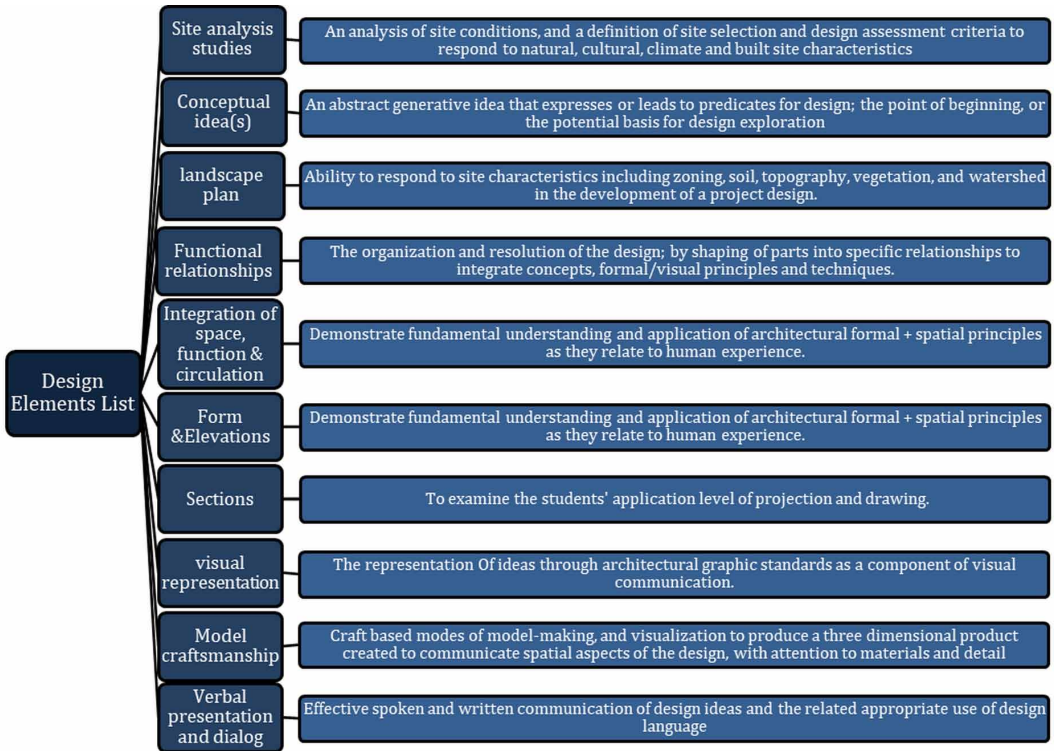 Site analysis
studies
An analysis of site conditions, and a definition of site selection and design assessment criteria to
respond to natural, cultural, climate and built site characteristics
Conceptual
idea(s)
An abstract generative idea that expresses or leads to predicates for design; the point of beginning, or
the potential basis for design exploration
landscape
plan
Ability to respond to site characteristics including zoning, soil, topography, vegetation, and watershed
in the development of a project design.
Functional
relationships
The organization and resolution of the design; by shaping of parts into specific relationships to
integrate concepts, formal/visual principles and techniques.
Integration of
space,
function &
circulation
Demonstrate fundamental understanding and application of architectural formal + spatial principles
as they relate to human experience.
Design
Elements List
Form
&Elevations
Demonstrate fundamental understanding and application of architectural formal + spatial principles
as they relate to human experience.
Sections
To examine the students' application level of projection and drawing.
visual
representation
The representation Of ideas through architectural graphic standards as a component of visual
communication.
Model
craftsmanship
Craft based modes of model-making, and visualization to produce a three dimensional product
created to communicate spatial aspects of the design, with attention to materials and detail
Verbal
presentation
and dialog
Effective spoken and written communication of design ideas and the related appropriate use of design
language